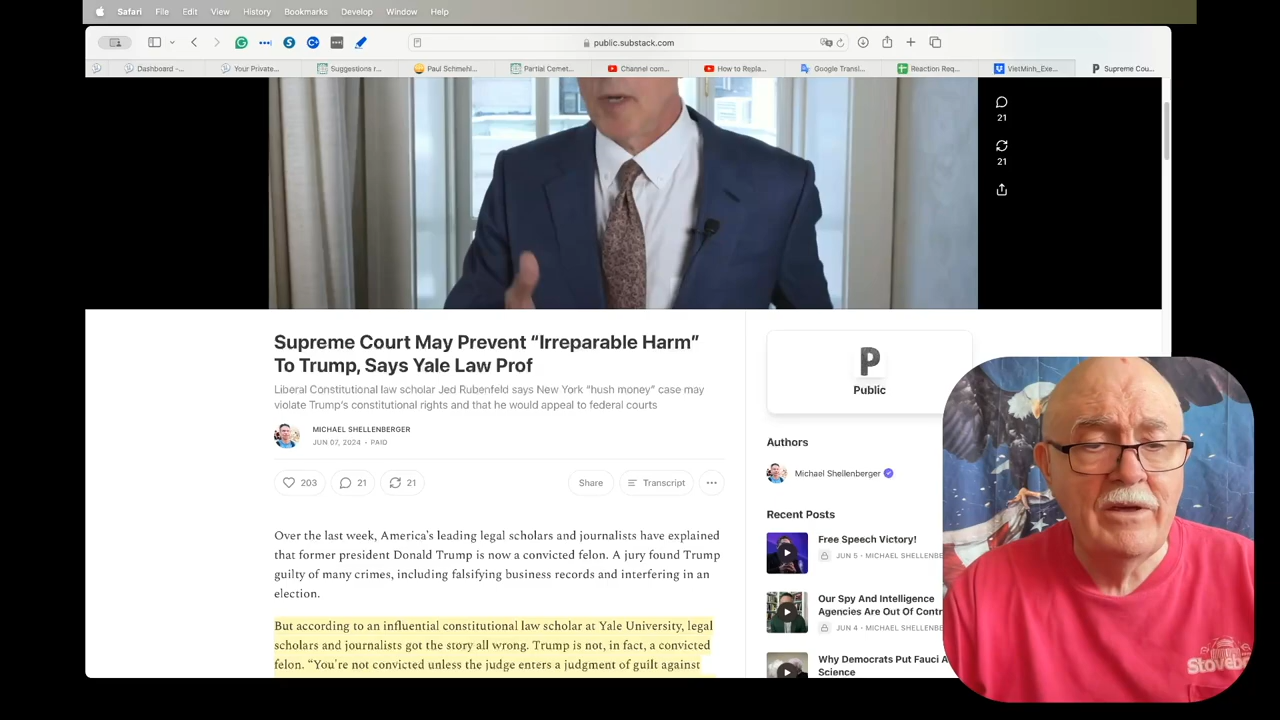 Safari File Edit View History Bookmarks Develop Window Help
public.substack.com
Dashboard -... Your Private... Suggestions r... Paul Schmehl... Partial Cemet... Channel com... How to Repla... Google Transl... Reaction Req... VietMinh_Exe... Supreme Cou...
21
21
Supreme Court May Prevent “Irreparable Harm”
To Trump, Says Yale Law Prof
Liberal Constitutional law scholar Jed Rubenfeld says New York “hush money” case may
violate Trump’s constitutional rights and that he would appeal to federal courts
MICHAEL SHELLENBERGER
JUN 07, 2024 • PAID
203 21 21 Share Transcript
Over the last week, America’s leading legal scholars and journalists have explained
that former president Donald Trump is now a convicted felon. A jury found Trump
guilty of many crimes, including falsifying business records and interfering in an
election.
But according to an influential constitutional law scholar at Yale University, legal
scholars and journalists got the story all wrong. Trump is not, in fact, a convicted
felon. “You’re not convicted unless the judge enters a judgment of guilt against
P
Public
Authors
Michael Shellenberger
Recent Posts
Free Speech Victory!
JUN 5 • MICHAEL SHELLENBE
Our Spy And Intelligence
Agencies Are Out Of Contr
JUN 4 • MICHAEL SHELLENBE
Why Democrats Put Fauci A
Science